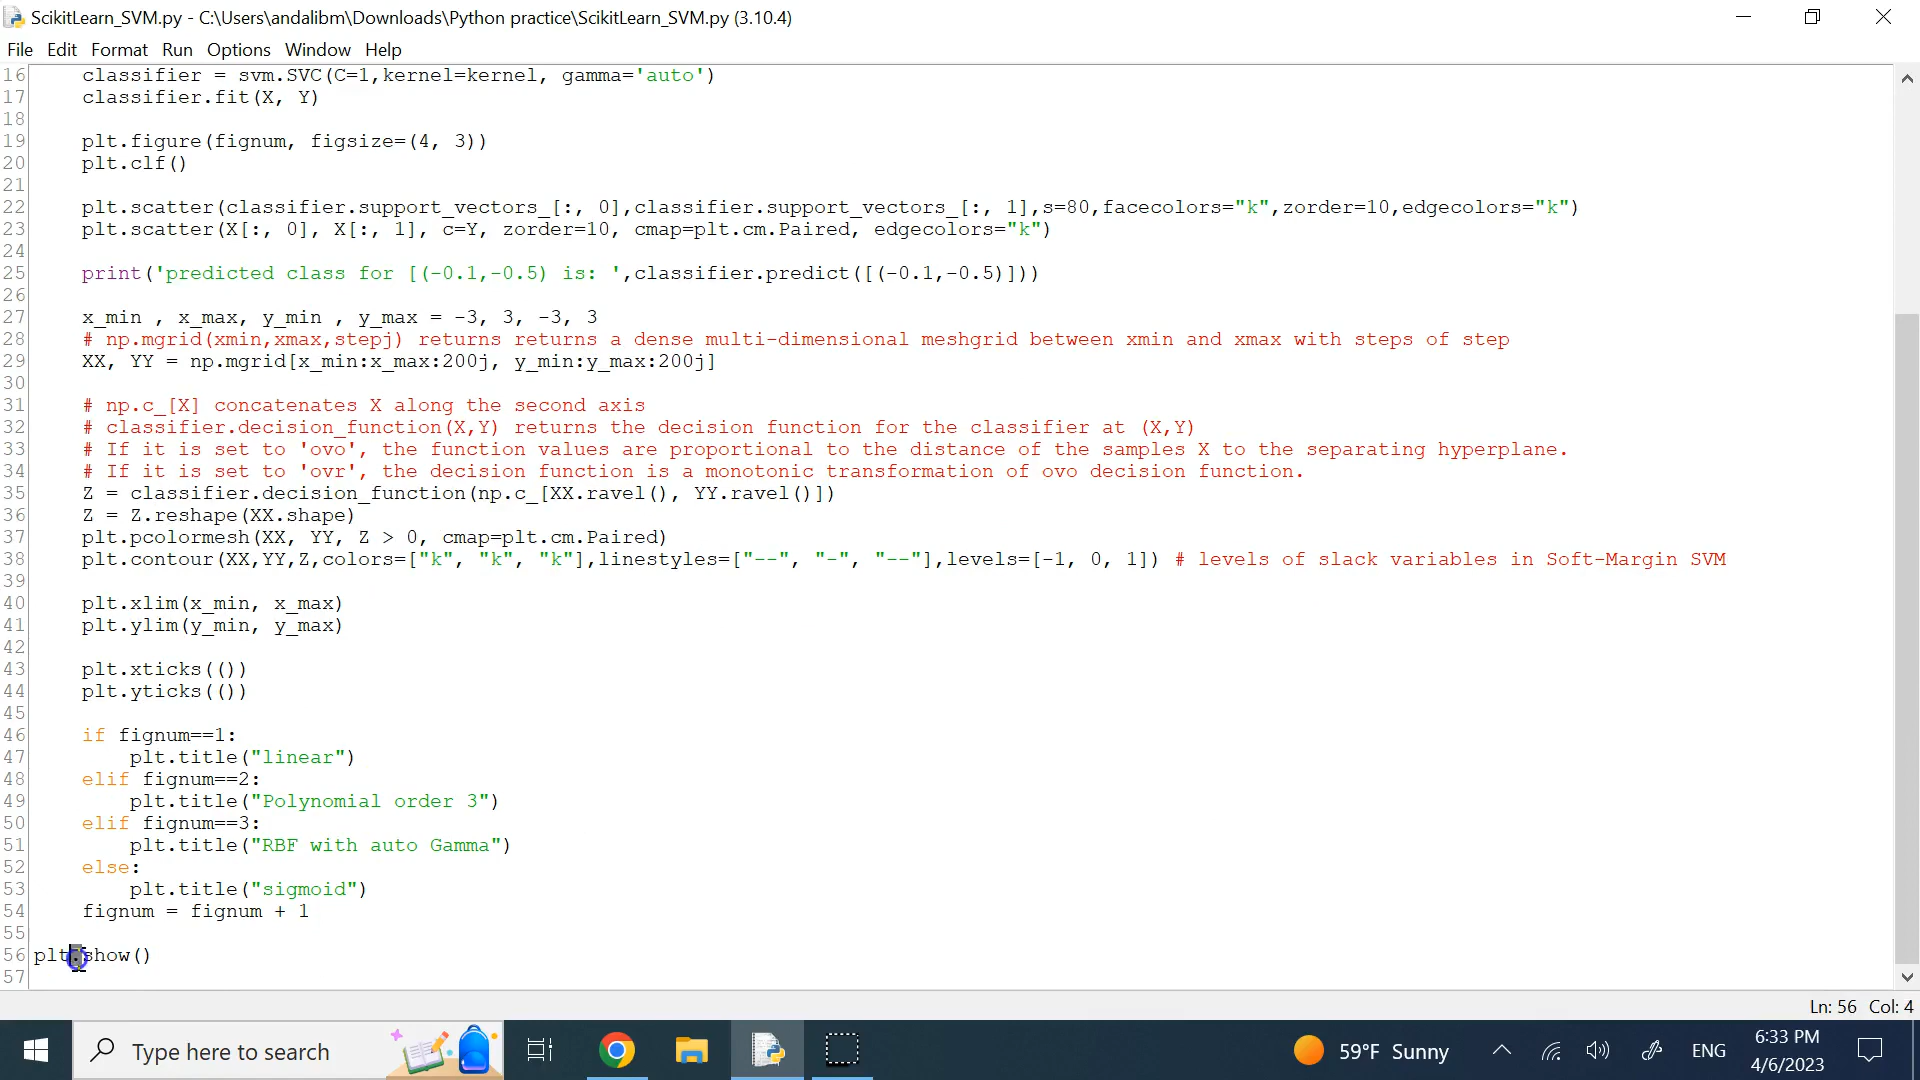 ScikitLearn_SVM.py - C:\Users\andalibm\Downloads\Python practice\ScikitLearn_SVM.py (3.10.4)
File Edit Format Run Options Window Help
16 classifier = svm.SVC(C=1,kernel=kernel, gamma='auto')
17 classifier.fit(X, Y)
18
19 plt.figure(fignum, figsize=(4, 3))
20 plt.clf()
21
22 plt.scatter(classifier.support_vectors_[:, 0],classifier.support_vectors_[:, 1],s=80,facecolors="k",zorder=10,edgecolors="k")
23 plt.scatter(X[:, 0], X[:, 1], c=Y, zorder=10, cmap=plt.cm.Paired, edgecolors="k")
24
25 print('predicted class for [(-0.1,-0.5) is: ',classifier.predict([(-0.1,-0.5)]))
26
27 x_min , x_max, y_min , y_max = -3, 3, -3, 3
28 # np.mgrid(xmin,xmax,stepj) returns returns a dense multi-dimensional meshgrid between xmin and xmax with steps of step
29 XX, YY = np.mgrid[x_min:x_max:200j, y_min:y_max:200j]
30
31 # np.c_[X] concatenates X along the second axis
32 # classifier.decision_function(X,Y) returns the decision function for the classifier at (X,Y)
33 # If it is set to 'ovo', the function values are proportional to the distance of the samples X to the separating hyperplane.
34 # If it is set to 'ovr', the decision function is a monotonic transformation of ovo decision function.
35 Z = classifier.decision_function(np.c_[XX.ravel(), YY.ravel()])
36 Z = Z.reshape(XX.shape)
37 plt.pcolormesh(XX, YY, Z > 0, cmap=plt.cm.Paired)
38 plt.contour(XX,YY,Z,colors=["k", "k", "k"],linestyles=["--", "-", "--"],levels=[-1, 0, 1]) # levels of slack variables in Soft-Margin SVM
39
40 plt.xlim(x_min, x_max)
41 plt.ylim(y_min, y_max)
42
43 plt.xticks(())
44 plt.yticks(())
45
46 if fignum==1:
47 plt.title("linear")
48 elif fignum==2:
49 plt.title("Polynomial order 3")
50 elif fignum==3:
51 plt.title("RBF with auto Gamma")
52 else:
53 plt.title("sigmoid")
54 fignum = fignum + 1
55
56 plt.show()
57
Ln: 56 Col: 4
Type here to search
59°F Sunny
ENG
6:33 PM
4/6/2023